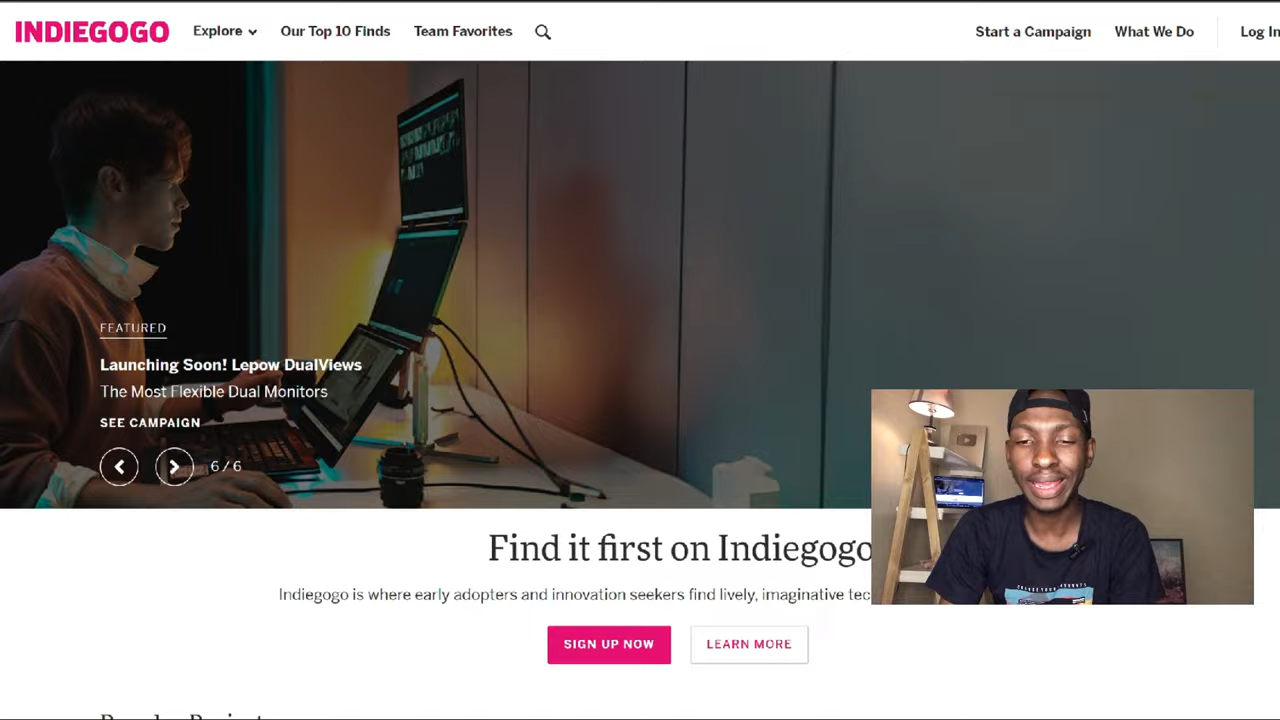 INDIEGOGO Explore Our Top 10 Finds Team Favorites Start a Campaign What We Do Log In
FEATURED
Launching Soon! Lepow DualViews
The Most Flexible Dual Monitors
SEE CAMPAIGN
6/6
Find it first on Indiegogo
Indiegogo is where early adopters and innovation seekers find lively, imaginative tec
SIGN UP NOW LEARN MORE